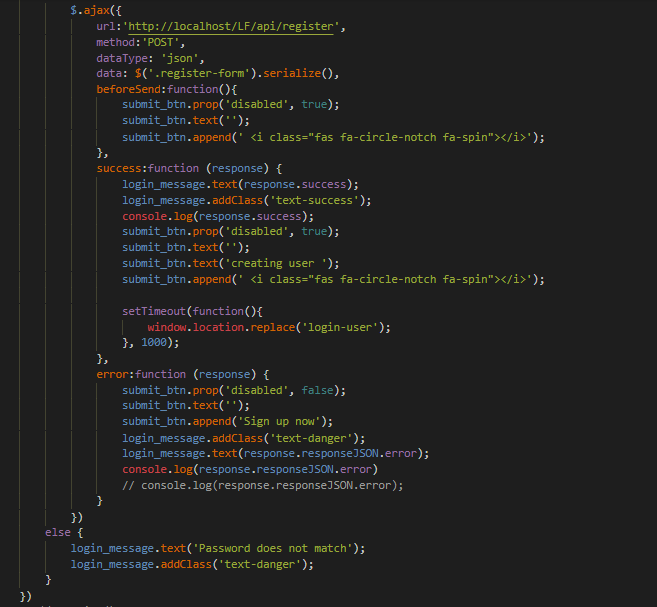 $.ajax({
url:'http://localhost/LF/api/register',
method:'POST',
dataType: 'json',
data: $('.register-form').serialize(),
beforeSend:function(){
submit_btn.prop('disabled', true);
submit_btn.text('');
submit_btn.append(' <i class="fas fa-circle-notch fa-spin"></i>');
},
success:function (response) {
login_message.text(response.success);
login_message.addClass('text-success');
console.log(response.success);
submit_btn.prop('disabled', true);
submit_btn.text('');
submit_btn.text('creating user ');
submit_btn.append(' <i class="fas fa-circle-notch fa-spin"></i>');
setTimeout(function(){
window.location.replace('login-user');
}, 1000);
},
error:function (response) {
submit_btn.prop('disabled', false);
submit_btn.text('');
submit_btn.append('Sign up now');
login_message.addClass('text-danger');
login_message.text(response.responseJSON.error);
console.log(response.responseJSON.error)
// console.log(response.responseJSON.error);
}
})
else {
login_message.text('Password does not match');
login_message.addClass('text-danger');
}
})